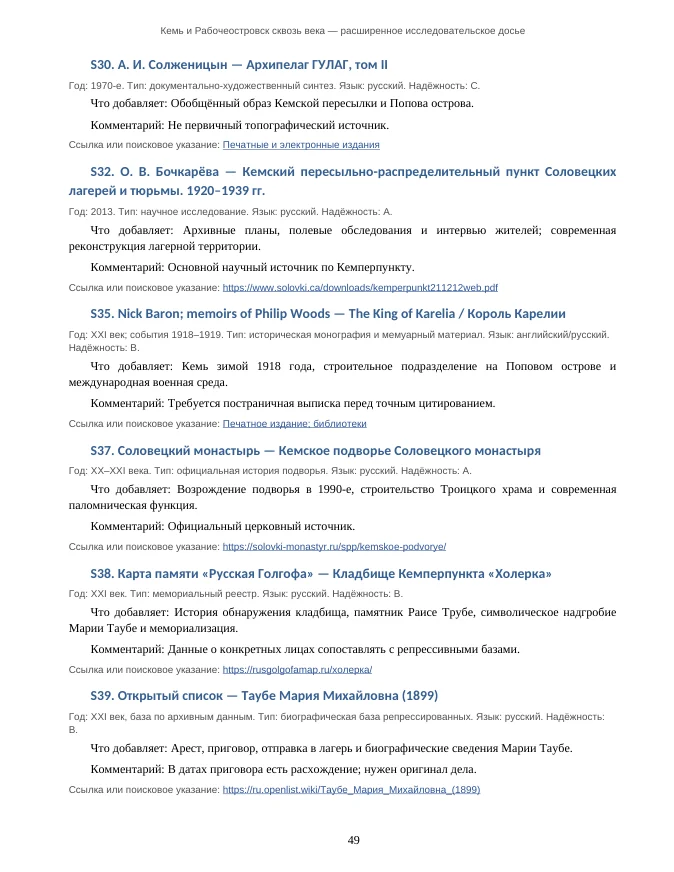 Кемь и Рабочеостровск сквозь века — расширенное исследовательское досье
S30. А. И. Солженицын — Архипелаг ГУЛАГ, том II
Год: 1970-е. Тип: документально-художественный синтез. Язык: русский. Надёжность: C.
Что добавляет: Обобщённый образ Кемской пересылки и Попова острова.
Комментарий: Не первичный топографический источник.
Ссылка или поисковое указание: Печатные и электронные издания
S32. О. В. Бочкарёва — Кемский пересыльно-распределительный пункт Соловецких
лагерей и тюрьмы. 1920–1939 гг.
Год: 2013. Тип: научное исследование. Язык: русский. Надёжность: A.
Что добавляет: Архивные планы, полевые обследования и интервью жителей; современная
реконструкция лагерной территории.
Комментарий: Основной научный источник по Кемперпункту.
Ссылка или поисковое указание: https://www.solovki.ca/downloads/kemperpunkt211212web.pdf
S35. Nick Baron; memoirs of Philip Woods — The King of Karelia / Король Карелии
Год: XXI век; события 1918–1919. Тип: историческая монография и мемуарный материал. Язык: английский/русский.
Надёжность: B.
Что добавляет: Кемь зимой 1918 года, строительное подразделение на Поповом острове и
международная военная среда.
Комментарий: Требуется постраничная выписка перед точным цитированием.
Ссылка или поисковое указание: Печатное издание; библиотеки
S37. Соловецкий монастырь — Кемское подворье Соловецкого монастыря
Год: XX–XXI века. Тип: официальная история подворья. Язык: русский. Надёжность: A.
Что добавляет: Возрождение подворья в 1990-е, строительство Троицкого храма и современная
паломническая функция.
Комментарий: Официальный церковный источник.
Ссылка или поисковое указание: https://solovki-monastyr.ru/spp/kemskoe-podvorye/
S38. Карта памяти «Русская Голгофа» — Кладбище Кемперпункта «Холерка»
Год: XXI век. Тип: мемориальный реестр. Язык: русский. Надёжность: B.
Что добавляет: История обнаружения кладбища, памятник Раисе Трубе, символическое надгробие
Марии Таубе и мемориализация.
Комментарий: Данные о конкретных лицах сопоставлять с репрессивными базами.
Ссылка или поисковое указание: https://rusgolgofamap.ru/холерка/
S39. Открытый список — Таубе Мария Михайловна (1899)
Год: XXI век, база по архивным данным. Тип: биографическая база репрессированных. Язык: русский. Надёжность:
B.
Что добавляет: Арест, приговор, отправка в лагерь и биографические сведения Марии Таубе.
Комментарий: В датах приговора есть расхождение; нужен оригинал дела.
Ссылка или поисковое указание: https://ru.openlist.wiki/Таубе_Мария_Михайловна_(1899)
49